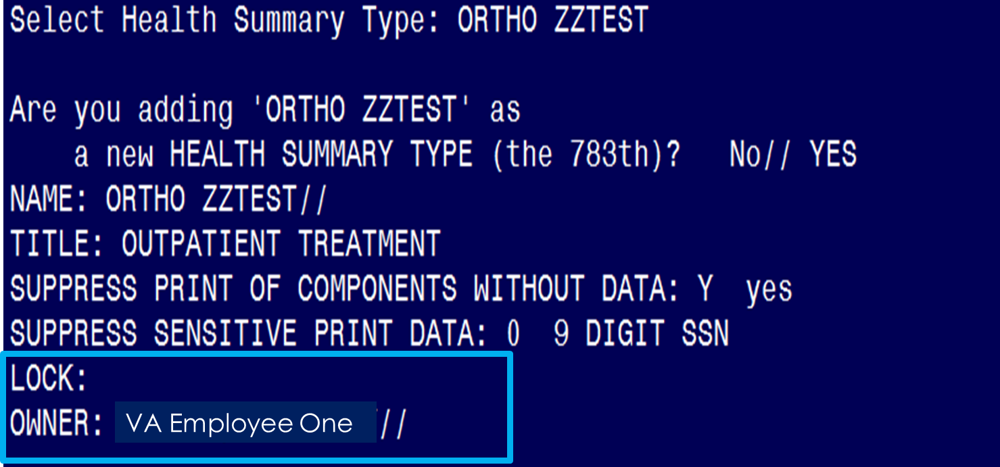 Select Health Summary Type: ORTHO ZZTEST
Are you adding 'ORTHO ZZTEST' as
a new HEALTH SUMMARY TYPE (the 783th)? No// YES
NAME: ORTHO ZZTEST//
TITLE: OUTPATIENT TREATMENT
SUPPRESS PRINT OF COMPONENTS WITHOUT DATA: Y yes
SUPPRESS SENSITIVE PRINT DATA: 0 9 DIGIT SSN
LOCK:
OWNER: VA Employee One //